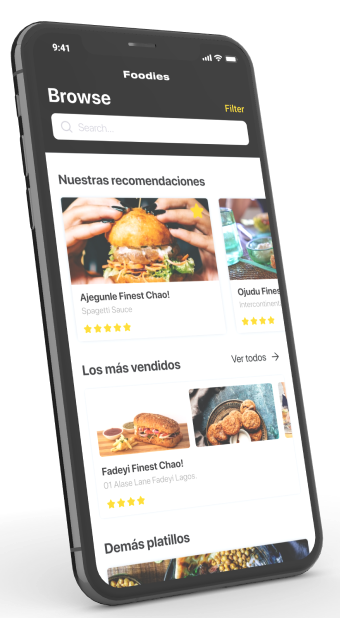 9:41
Foodies
Browse
Filter
Search...
Nuestras recomendaciones
Ajegunle Finest Chao!
Spagetti Sauce
Ojudu Fines
Intercontinent
Los más vendidos
Ver todos →
Fadeyi Finest Chao!
01 Alase Lane Fadeyi Lagos
Demás platillos